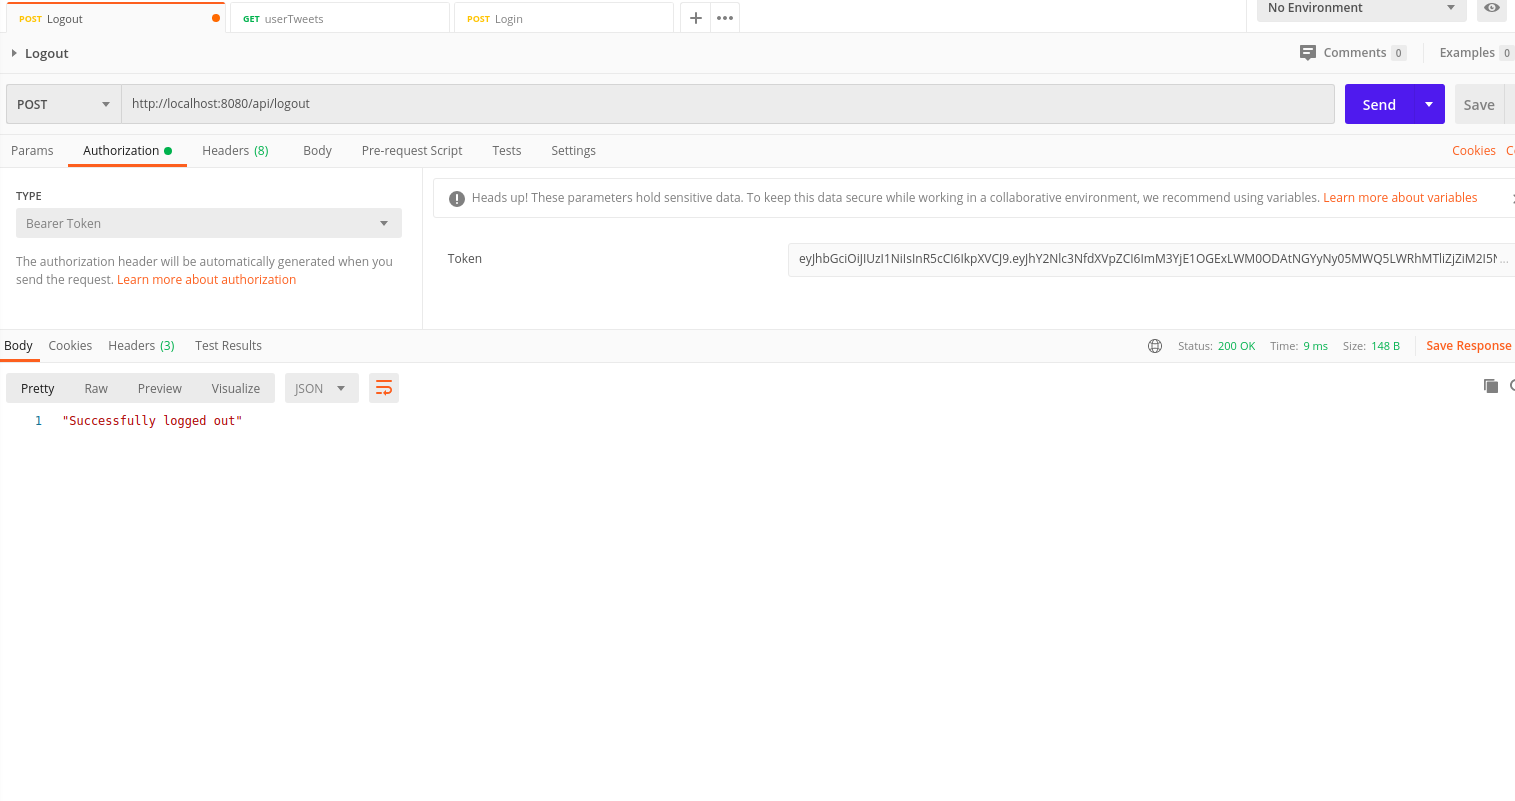 POST Logout
GET userTweets
POST Login
No Environment
Logout
Comments 0
Examples 0
POST
http://localhost:8080/api/logout
Send
Save
Params
Authorization
Headers (8)
Body
Pre-request Script
Tests
Settings
Cookies
TYPE
Bearer Token
The authorization header will be automatically generated when you
send the request. Learn more about authorization
Heads up! These parameters hold sensitive data. To keep this data secure while working in a collaborative environment, we recommend using variables. Learn more about variables
Token
Body
Cookies
Headers (3)
Test Results
Status: 200 OK
Time: 9 ms
Size: 148 B
Save Response
Pretty
Raw
Preview
Visualize
JSON
1 "Successfully logged out"